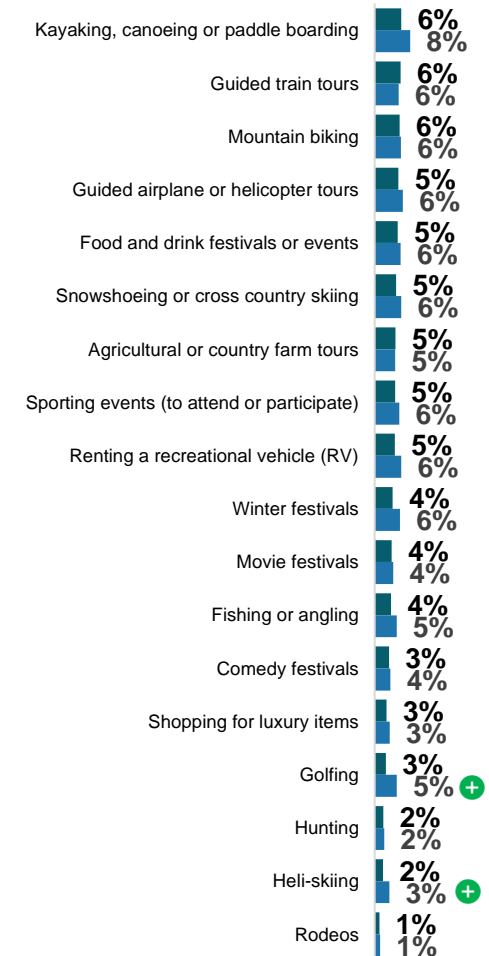 Kayaking, canoeing or paddle boarding 6%
8%
Guided train tours 6%
6%
Mountain biking 6%
6%
Guided airplane or helicopter tours 5%
6%
Food and drink festivals or events 5%
6%
Snowshoeing or cross country skiing 5%
6%
Agricultural or country farm tours 5%
5%
Sporting events (to attend or participate) 5%
6%
Renting a recreational vehicle (RV) 5%
6%
Winter festivals 4%
6%
Movie festivals 4%
4%
Fishing or angling 4%
5%
Comedy festivals 3%
4%
Shopping for luxury items 3%
3%
Golfing 3%
5% +
Hunting 2%
2%
Heli-skiing 2%
3% +
Rodeos 1%
1%